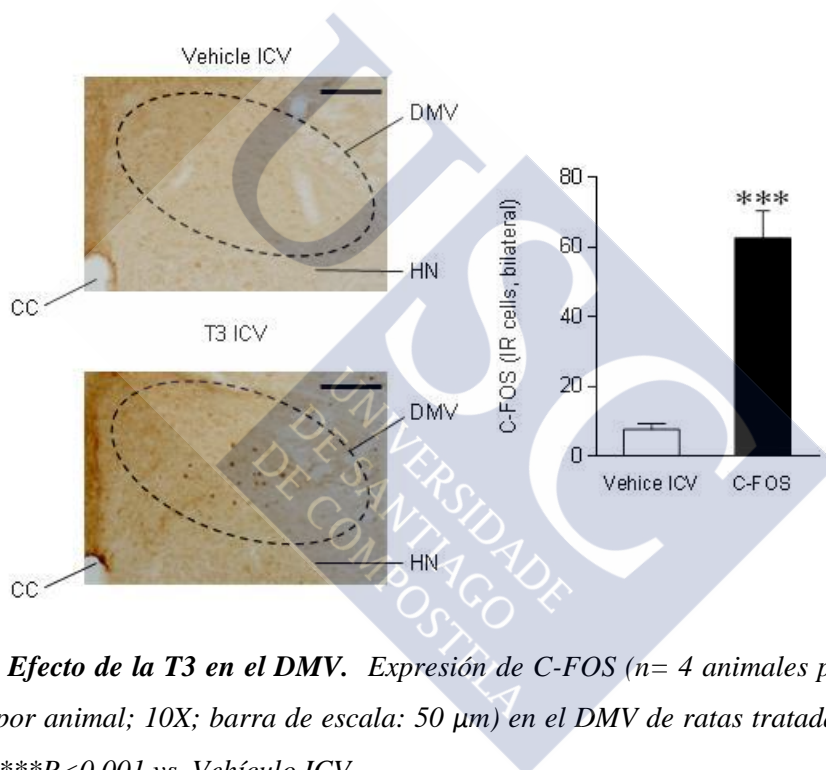 Vehicle ICV
DMV
HN
CC
T3 ICV
DMV
HN
CC
C-FOS (IR cells, bilateral)
80
60
40
20
0
***
Vehice ICV
C-FOS
USC
UNIVERSIDADE
DE SANTIAGO
DE COMPOSTELA
Efecto de la T3 en el DMV. Expresión de C-FOS (n= 4 animales
por animal; 10X; barra de escala: 50 μm) en el DMV de ratas
***P<0.001 vs. Vehículo ICV